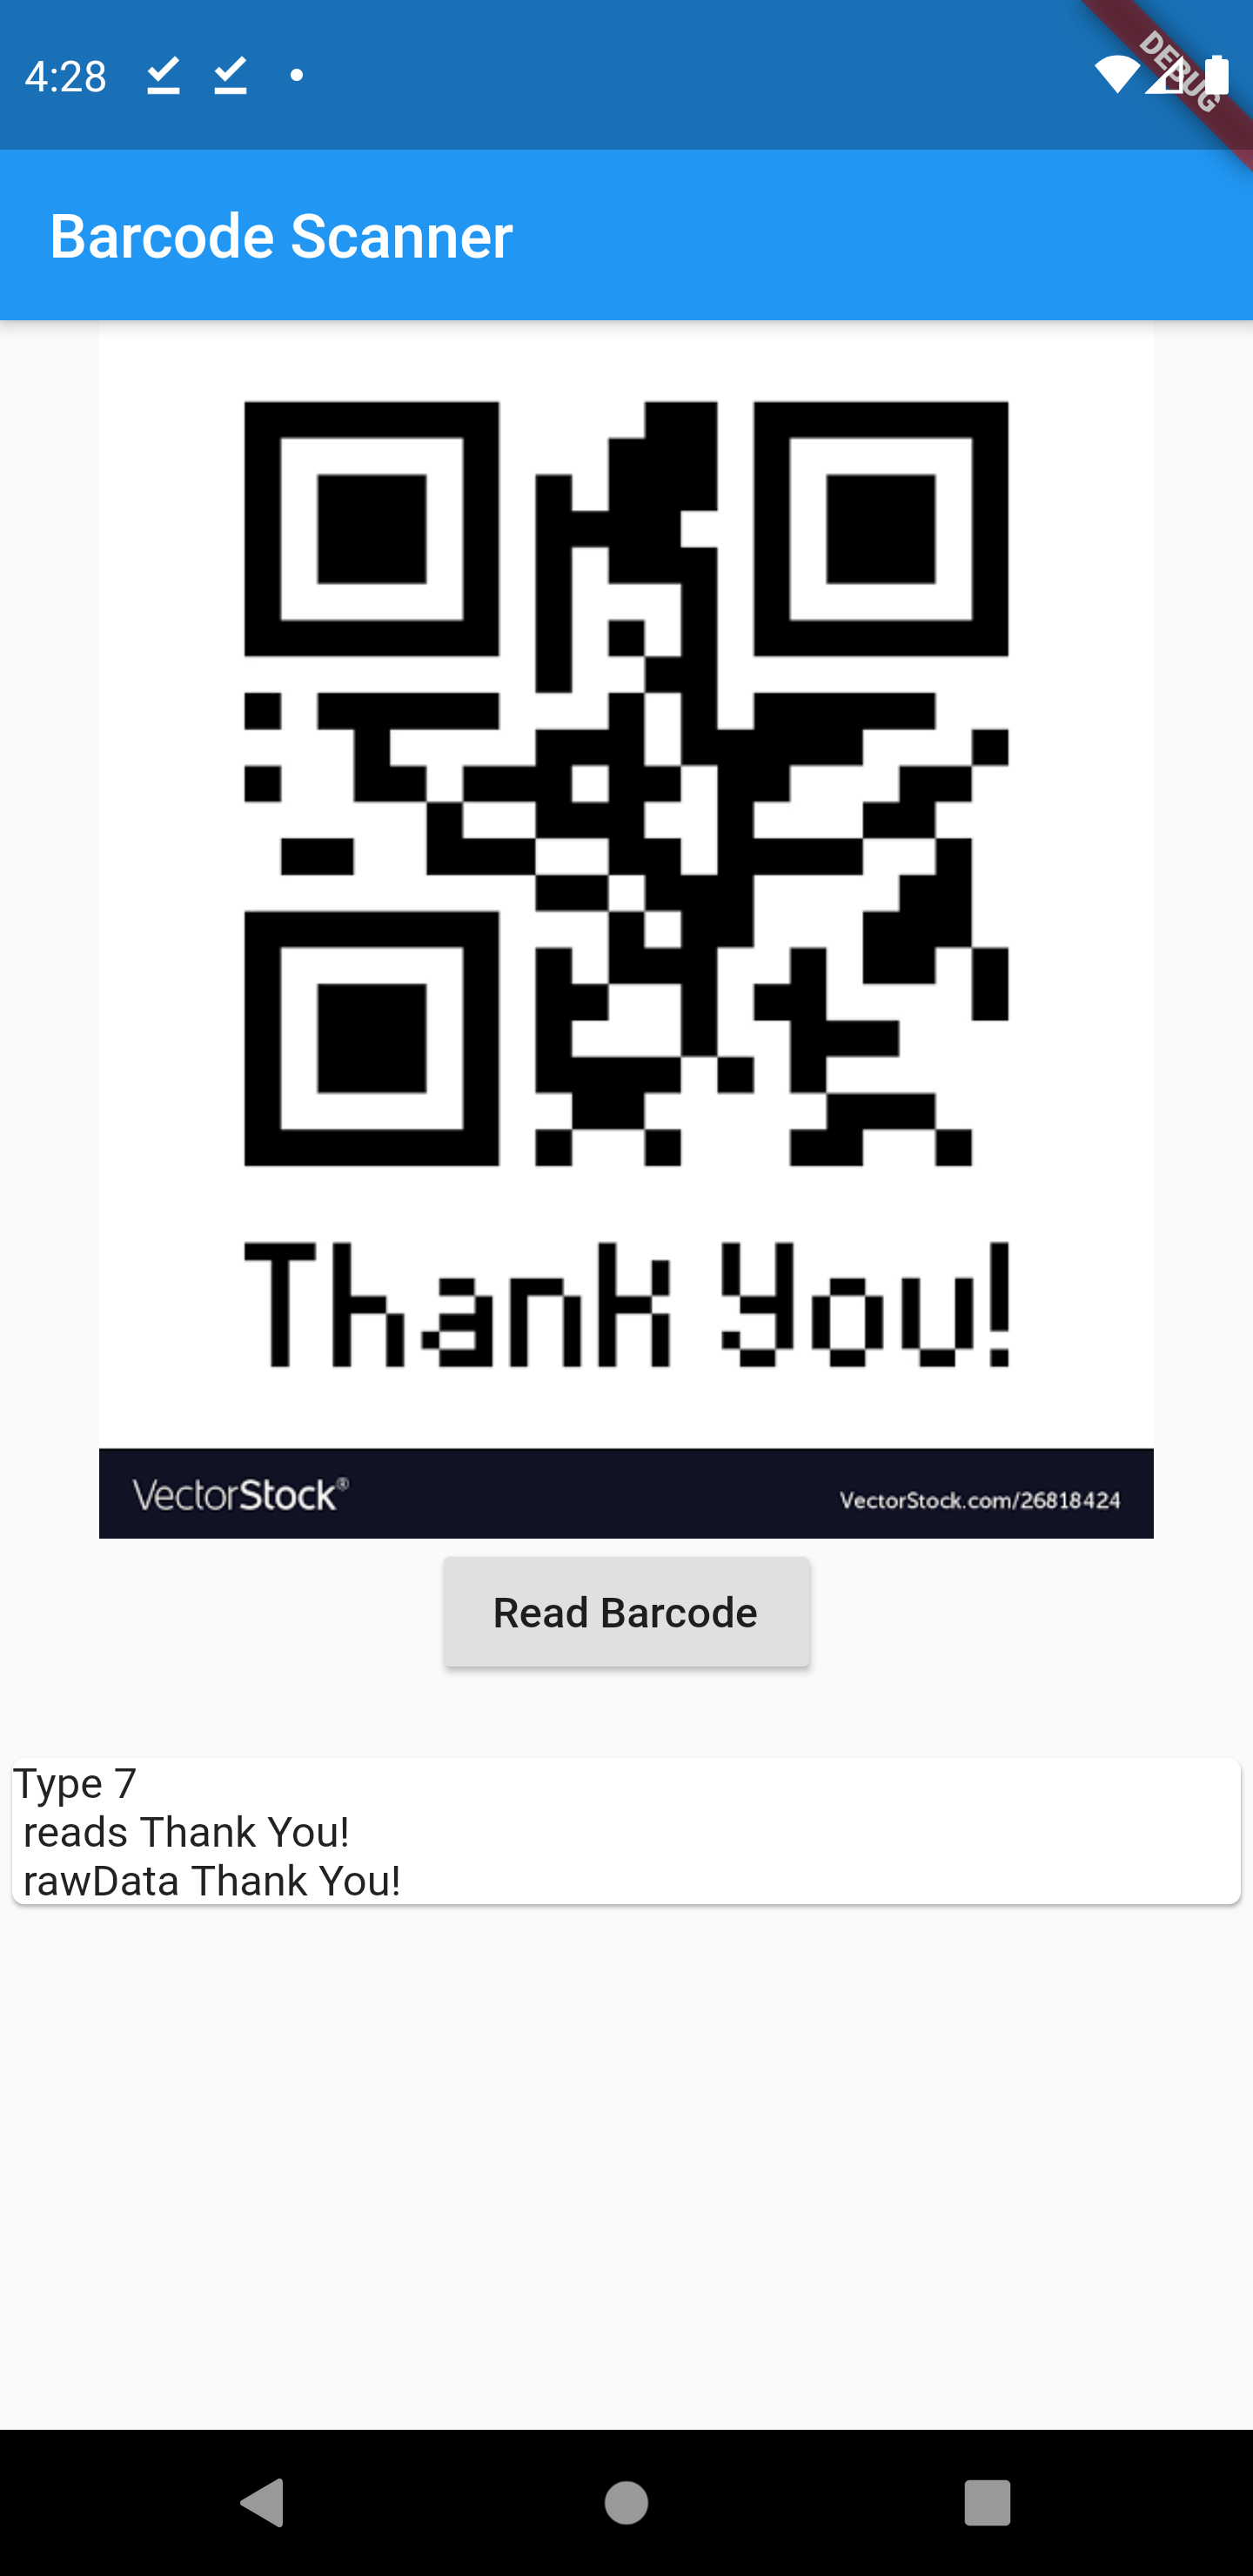 4:28
DEBUG
Barcode Scanner
Thank You!
VectorStock®
VectorStock.com/26818424
Read Barcode
Type 7
reads Thank You!
rawData Thank You!